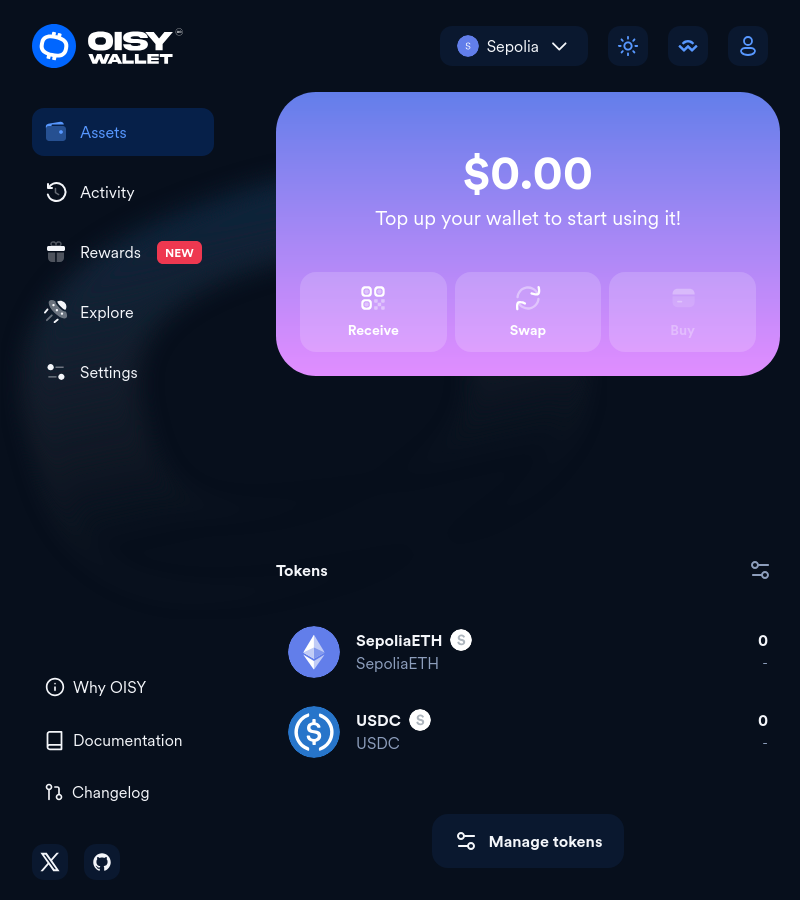 OISY
WALLET
S
Sepolia
Assets
Activity
Rewards
NEW
Explore
Settings
$0.00
Top up your wallet to start using it!
Receive
Swap
Buy
Tokens
SepoliaETH
S
0
SepoliaETH
-
USDC
S
0
USDC
-
Manage tokens
Why OISY
Documentation
Changelog